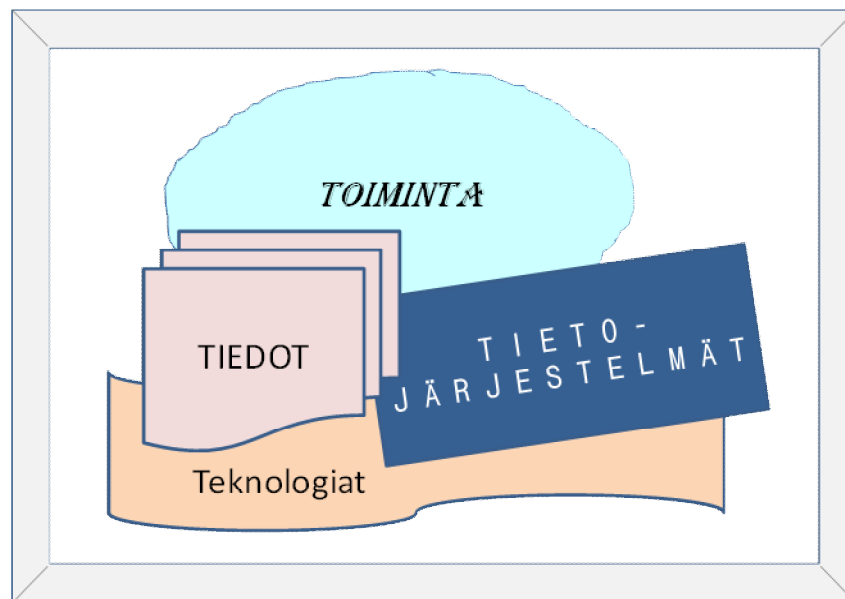 TOIMINTA
TIEDOT
TIETO-
JÄRJESTELMÄT
Teknologiat